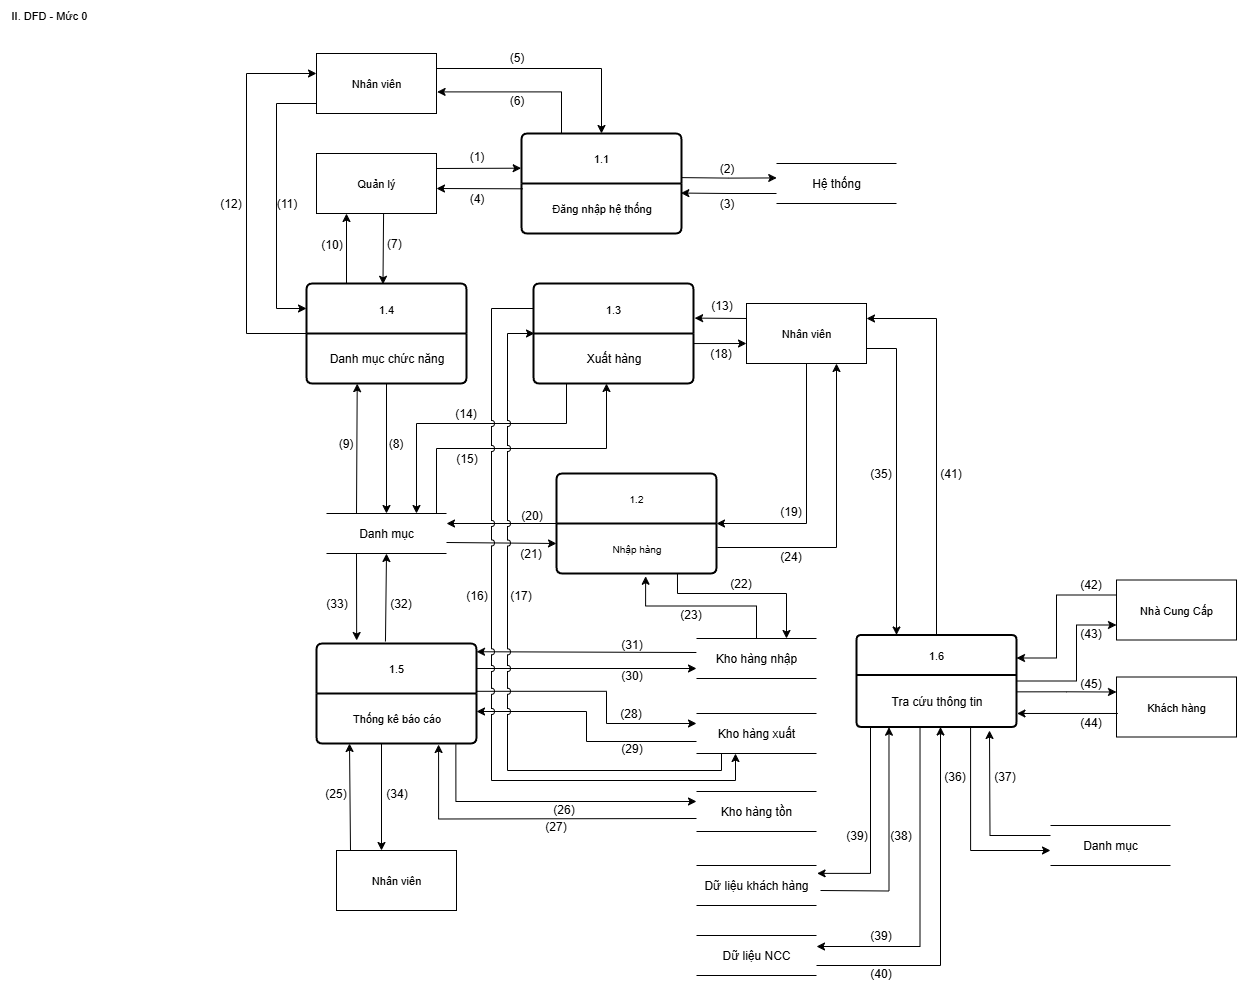 II. DFD - Mức 0
Nhân viên
(5)
(6)
1.1
Đăng nhập hệ thống
Quản lý
(1)
(4)
(2)
(3)
Hệ thống
(12)
(11)
(10)
(7)
1.4
Danh mục chức năng
1.3
Xuất hàng
(13)
(18)
Nhân viên
(14)
(15)
(9)
(8)
(35)
(41)
1.2
Nhập hàng
(19)
(24)
(20)
(21)
Danh mục
(16)
(17)
(22)
(23)
(33)
(32)
(42)
(43)
Nhà Cung Cấp
1.5
Thống kê báo cáo
(31)
(30)
Kho hàng nhập
1.6
Tra cứu thông tin
(45)
(44)
Khách hàng
(28)
(29)
Kho hàng xuất
(25)
(34)
(26)
(27)
Kho hàng tồn
(36)
(37)
(39)
(38)
Danh mục
Nhân viên
Dữ liệu khách hàng
(39)
(40)
Dữ liệu NCC